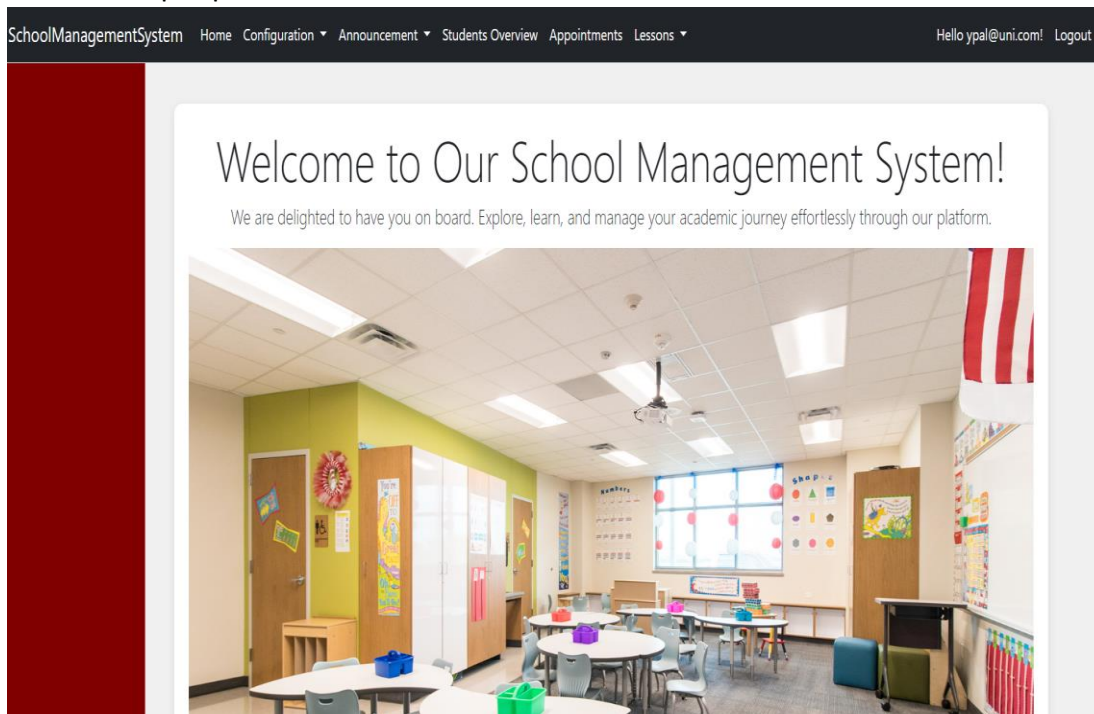 SchoolManagementSystem Home Configuration Announcement Students Overview Appointments Lessons Hello ypal@uni.com! Logout
Welcome to Our School Management System!
We are delighted to have you on board. Explore, learn, and manage your academic journey effortlessly through our platform.
Numbers